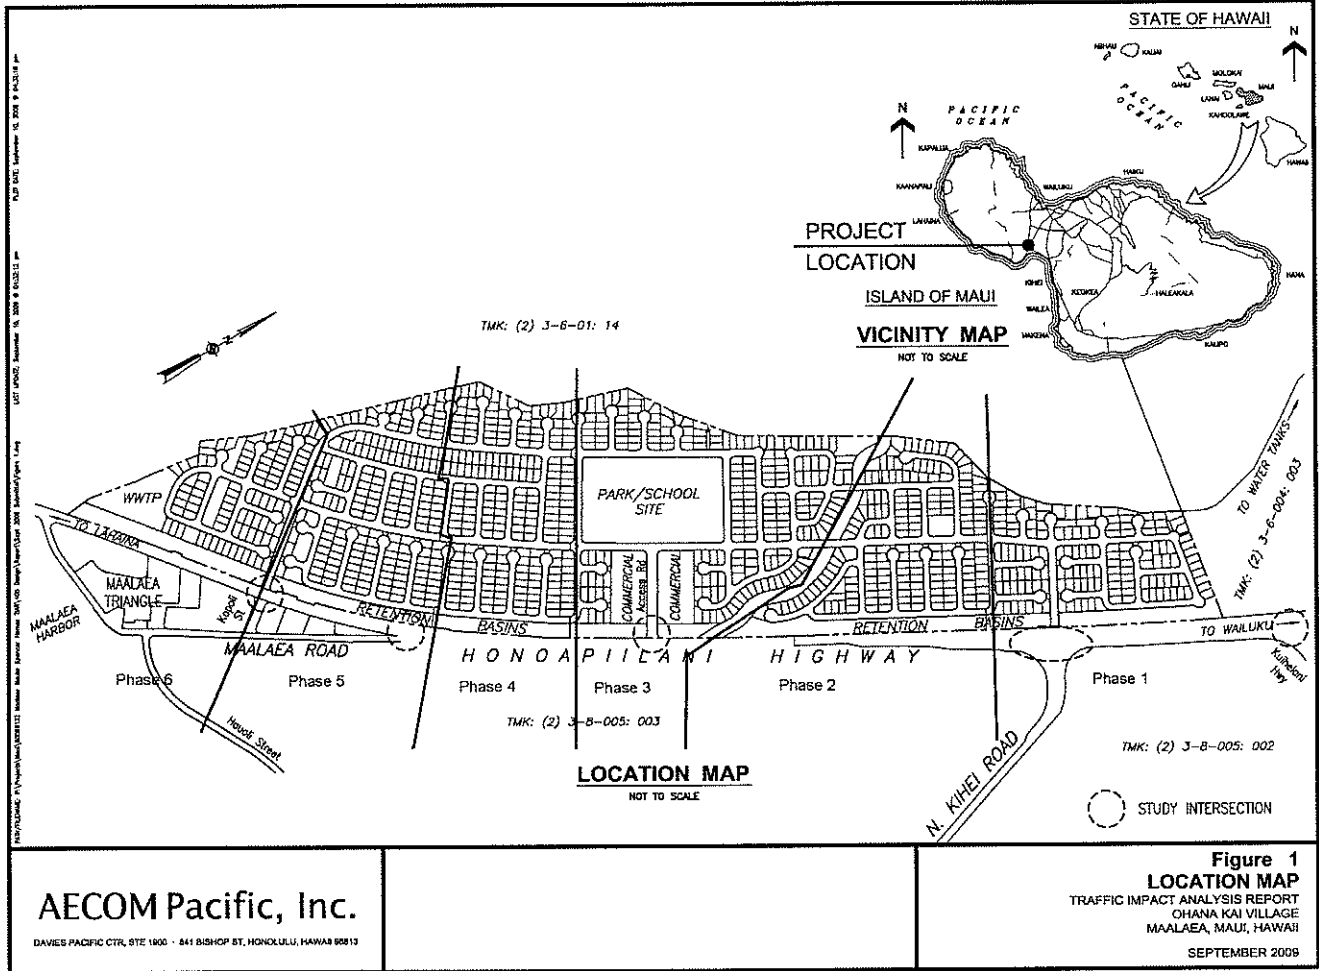 STATE OF HAWAII
N
NIIHAU
KAUAI
OAHU
MOLOKAI
LANAI
MAUI
KAHOOLAWE
HAWAII
PACIFIC
OCEAN
N
PACIFIC
OCEAN
KAPALUA
KAANAPALI
LAHAINA
WAILUKU
HAIKU
HANA
KIHEI
KEOKEA
HALEAKALA
WAILEA
MAKENA
KAUPO
PROJECT
LOCATION
ISLAND OF MAUI
VICINITY MAP
NOT TO SCALE
TMK: (2) 3-6-01: 14
N
TO WATER TANKS
TMK: (2) 3-6-004: 003
WWTP
PARK/SCHOOL
SITE
COMMERCIAL
Access Rd
COMMERCIAL
TO LAHAINA
MAALAEA
TRIANGLE
MAALAEA
HARBOR
Kapoli
St
RETENTION
BASINS
RETENTION
BASINS
TO WAILUKU
Kuihelani
Hwy
MAALAEA ROAD
HONOAPIILANI HIGHWAY
Phase 6
Phase 5
Phase 4
Phase 3
Phase 2
Phase 1
Hauoli Street
TMK: (2) 3-8-005: 003
TMK: (2) 3-8-005: 002
N. KIHEI ROAD
LOCATION MAP
NOT TO SCALE
STUDY INTERSECTION
AECOM Pacific, Inc.
DAVIES PACIFIC CTR, STE 1900 · 841 BISHOP ST, HONOLULU, HAWAII 96813
Figure 1
LOCATION MAP
TRAFFIC IMPACT ANALYSIS REPORT
OHANA KAI VILLAGE
MAALAEA, MAUI, HAWAII
SEPTEMBER 2009